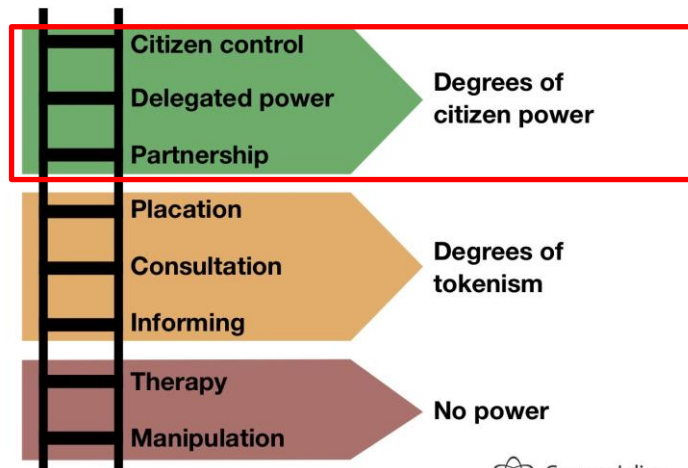 Citizen control
Delegated power
Partnership
Degrees of
citizen power
Placation
Consultation
Informing
Degrees of
tokenism
Therapy
Manipulation
No power